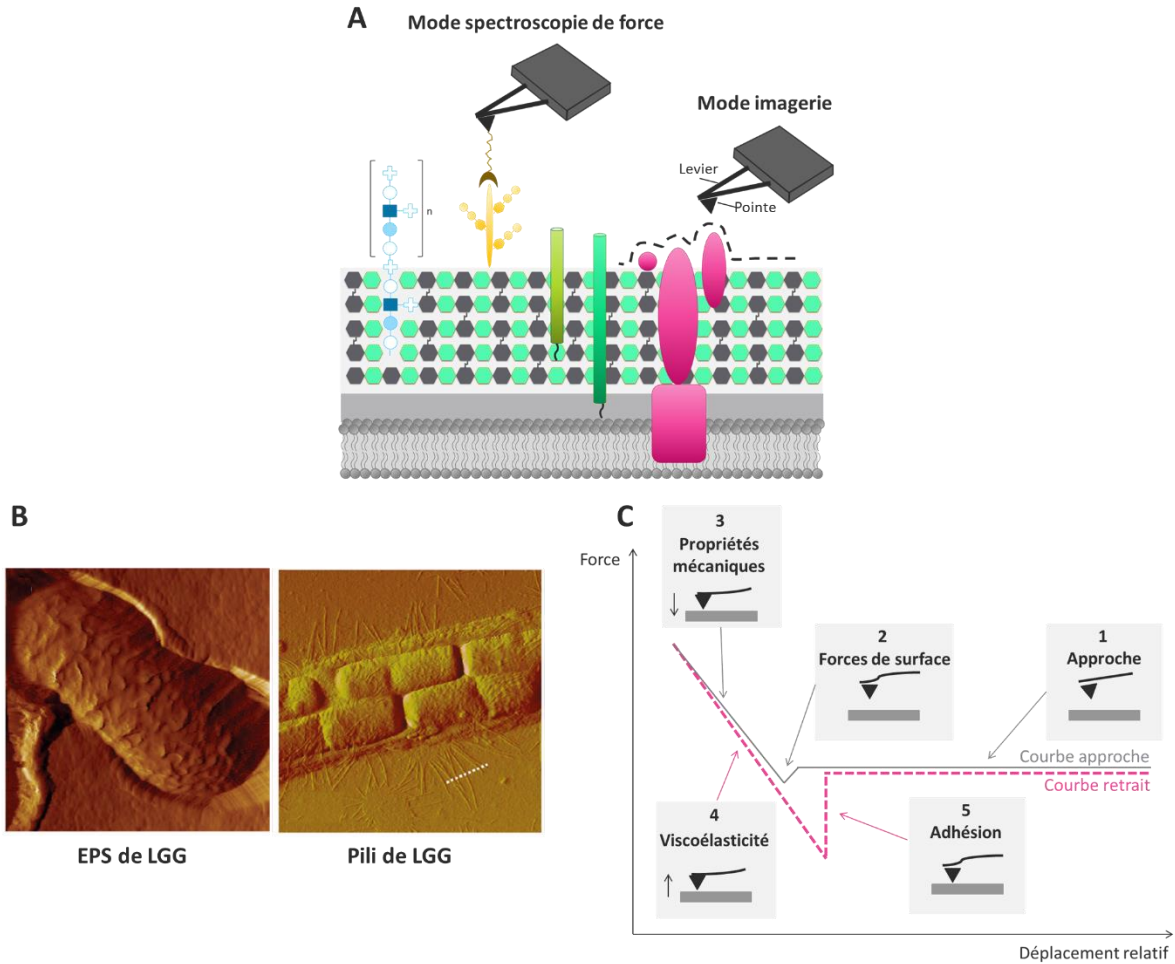 A
Mode spectroscopie de force
Mode imagerie
Levier
Pointe
n
B
EPS de LGG
Pili de LGG
C
Force
3
Propriétés
mécaniques
2
Forces de surface
1
Approche
Courbe approche
Courbe retrait
4
Viscoélasticité
5
Adhésion
Déplacement relatif